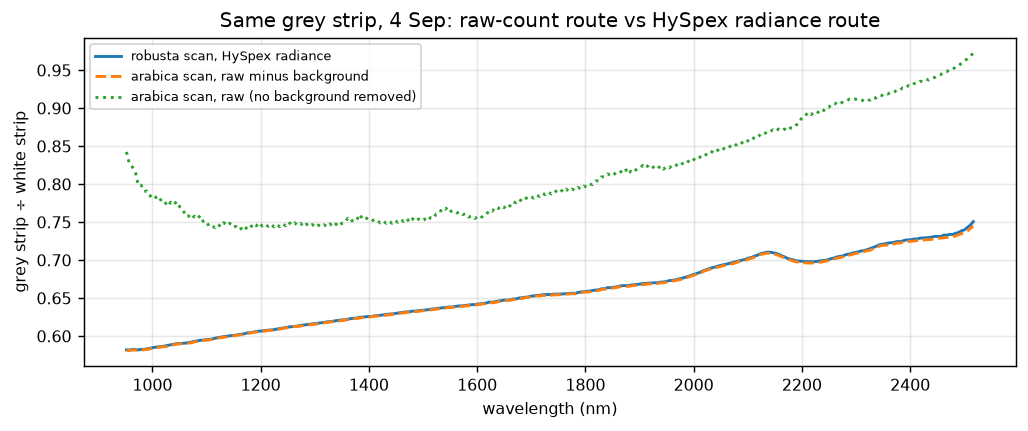 Same grey strip, 4 Sep: raw-count route vs HySpex radiance route
robusta scan, HySpex radiance
arabica scan, raw minus background
arabica scan, raw (no background removed)
grey strip ÷ white strip
0.95
0.90
0.85
0.80
0.75
0.70
0.65
0.60
1000 1200 1400 1600 1800 2000 2200 2400
wavelength (nm)